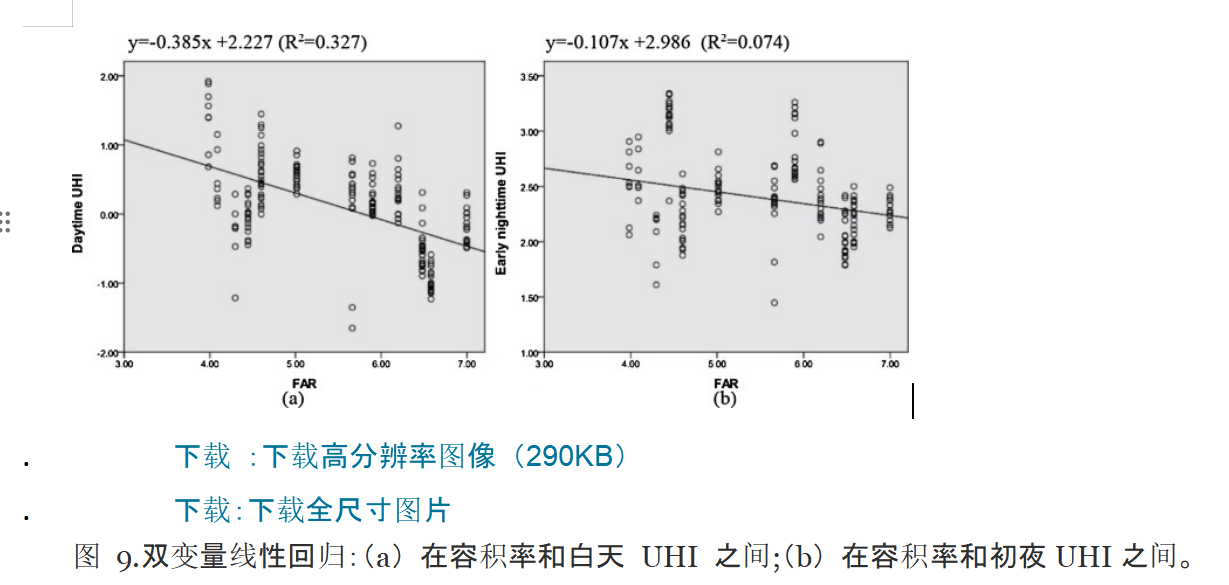 y=-0.385x +2.227 (R²=0.327)
y=-0.107x +2.986 (R²=0.074)
2.00
1.00
0.00
-1.00
-2.00
Daytime UHI
3.00 4.00 5.00 6.00 7.00
FAR
(a)
3.50
3.00
2.50
2.00
1.50
1.00
Early nighttime UHI
3.00 4.00 5.00 6.00 7.00
FAR
(b)
. 下载 :下载高分辨率图像（290KB）
. 下载:下载全尺寸图片
图 9.双变量线性回归:(a) 在容积率和白天 UHI 之间;(b) 在容积率和初夜 UHI 之间。